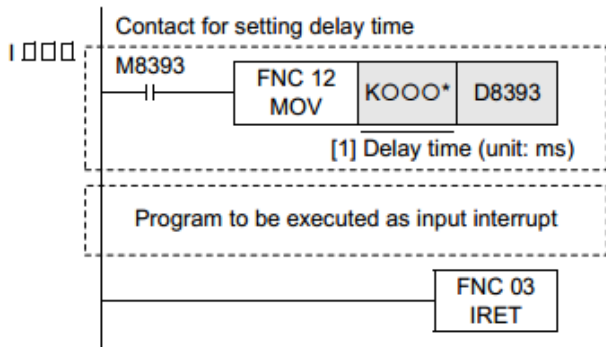 Contact for setting delay time
I□□□
M8393
FNC 12
MOV
K○○○*
D8393
[1] Delay time (unit: ms)
Program to be executed as input interrupt
FNC 03
IRET